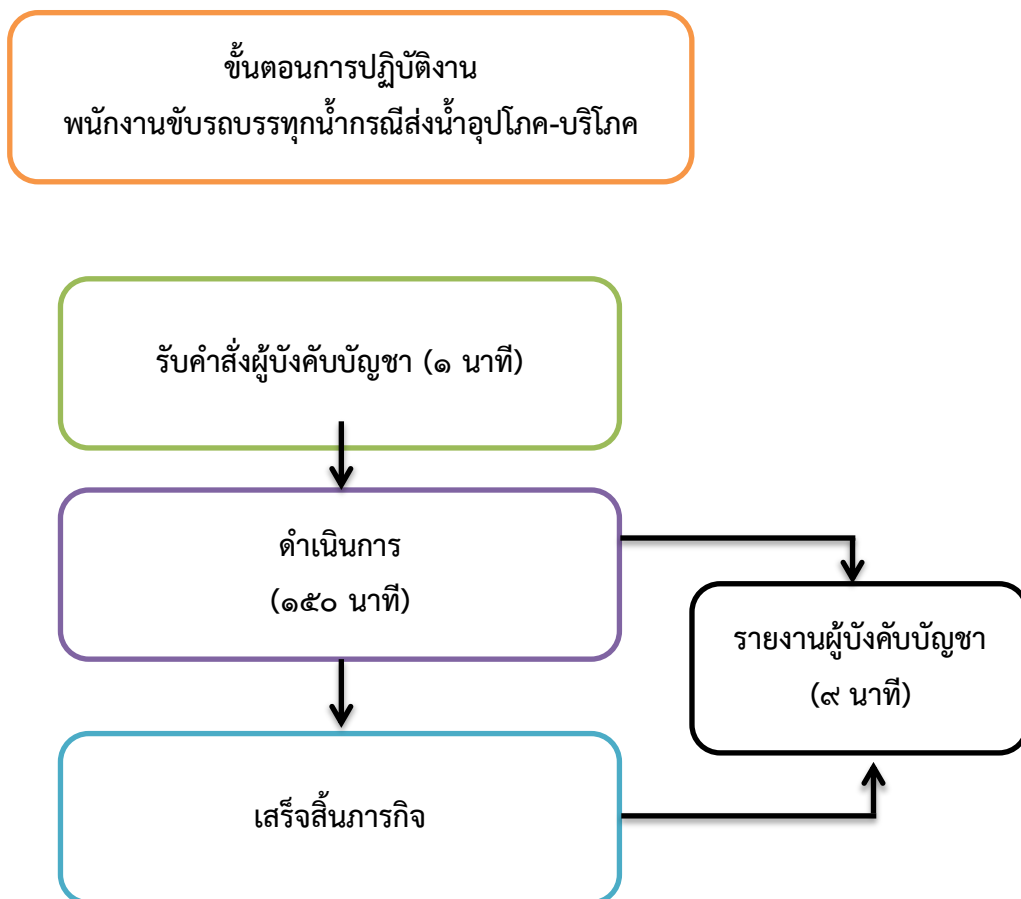 ขั้นตอนการปฏิบัติงาน
พนักงานขับรถบรรทุกน้ำกรณีส่งน้ำอุปโภค-บริโภค
รับคำสั่งผู้บังคับบัญชา (๑ นาที)
ดำเนินการ
(๑๕๐ นาที)
รายงานผู้บังคับบัญชา
(๙ นาที)
เสร็จสิ้นภารกิจ